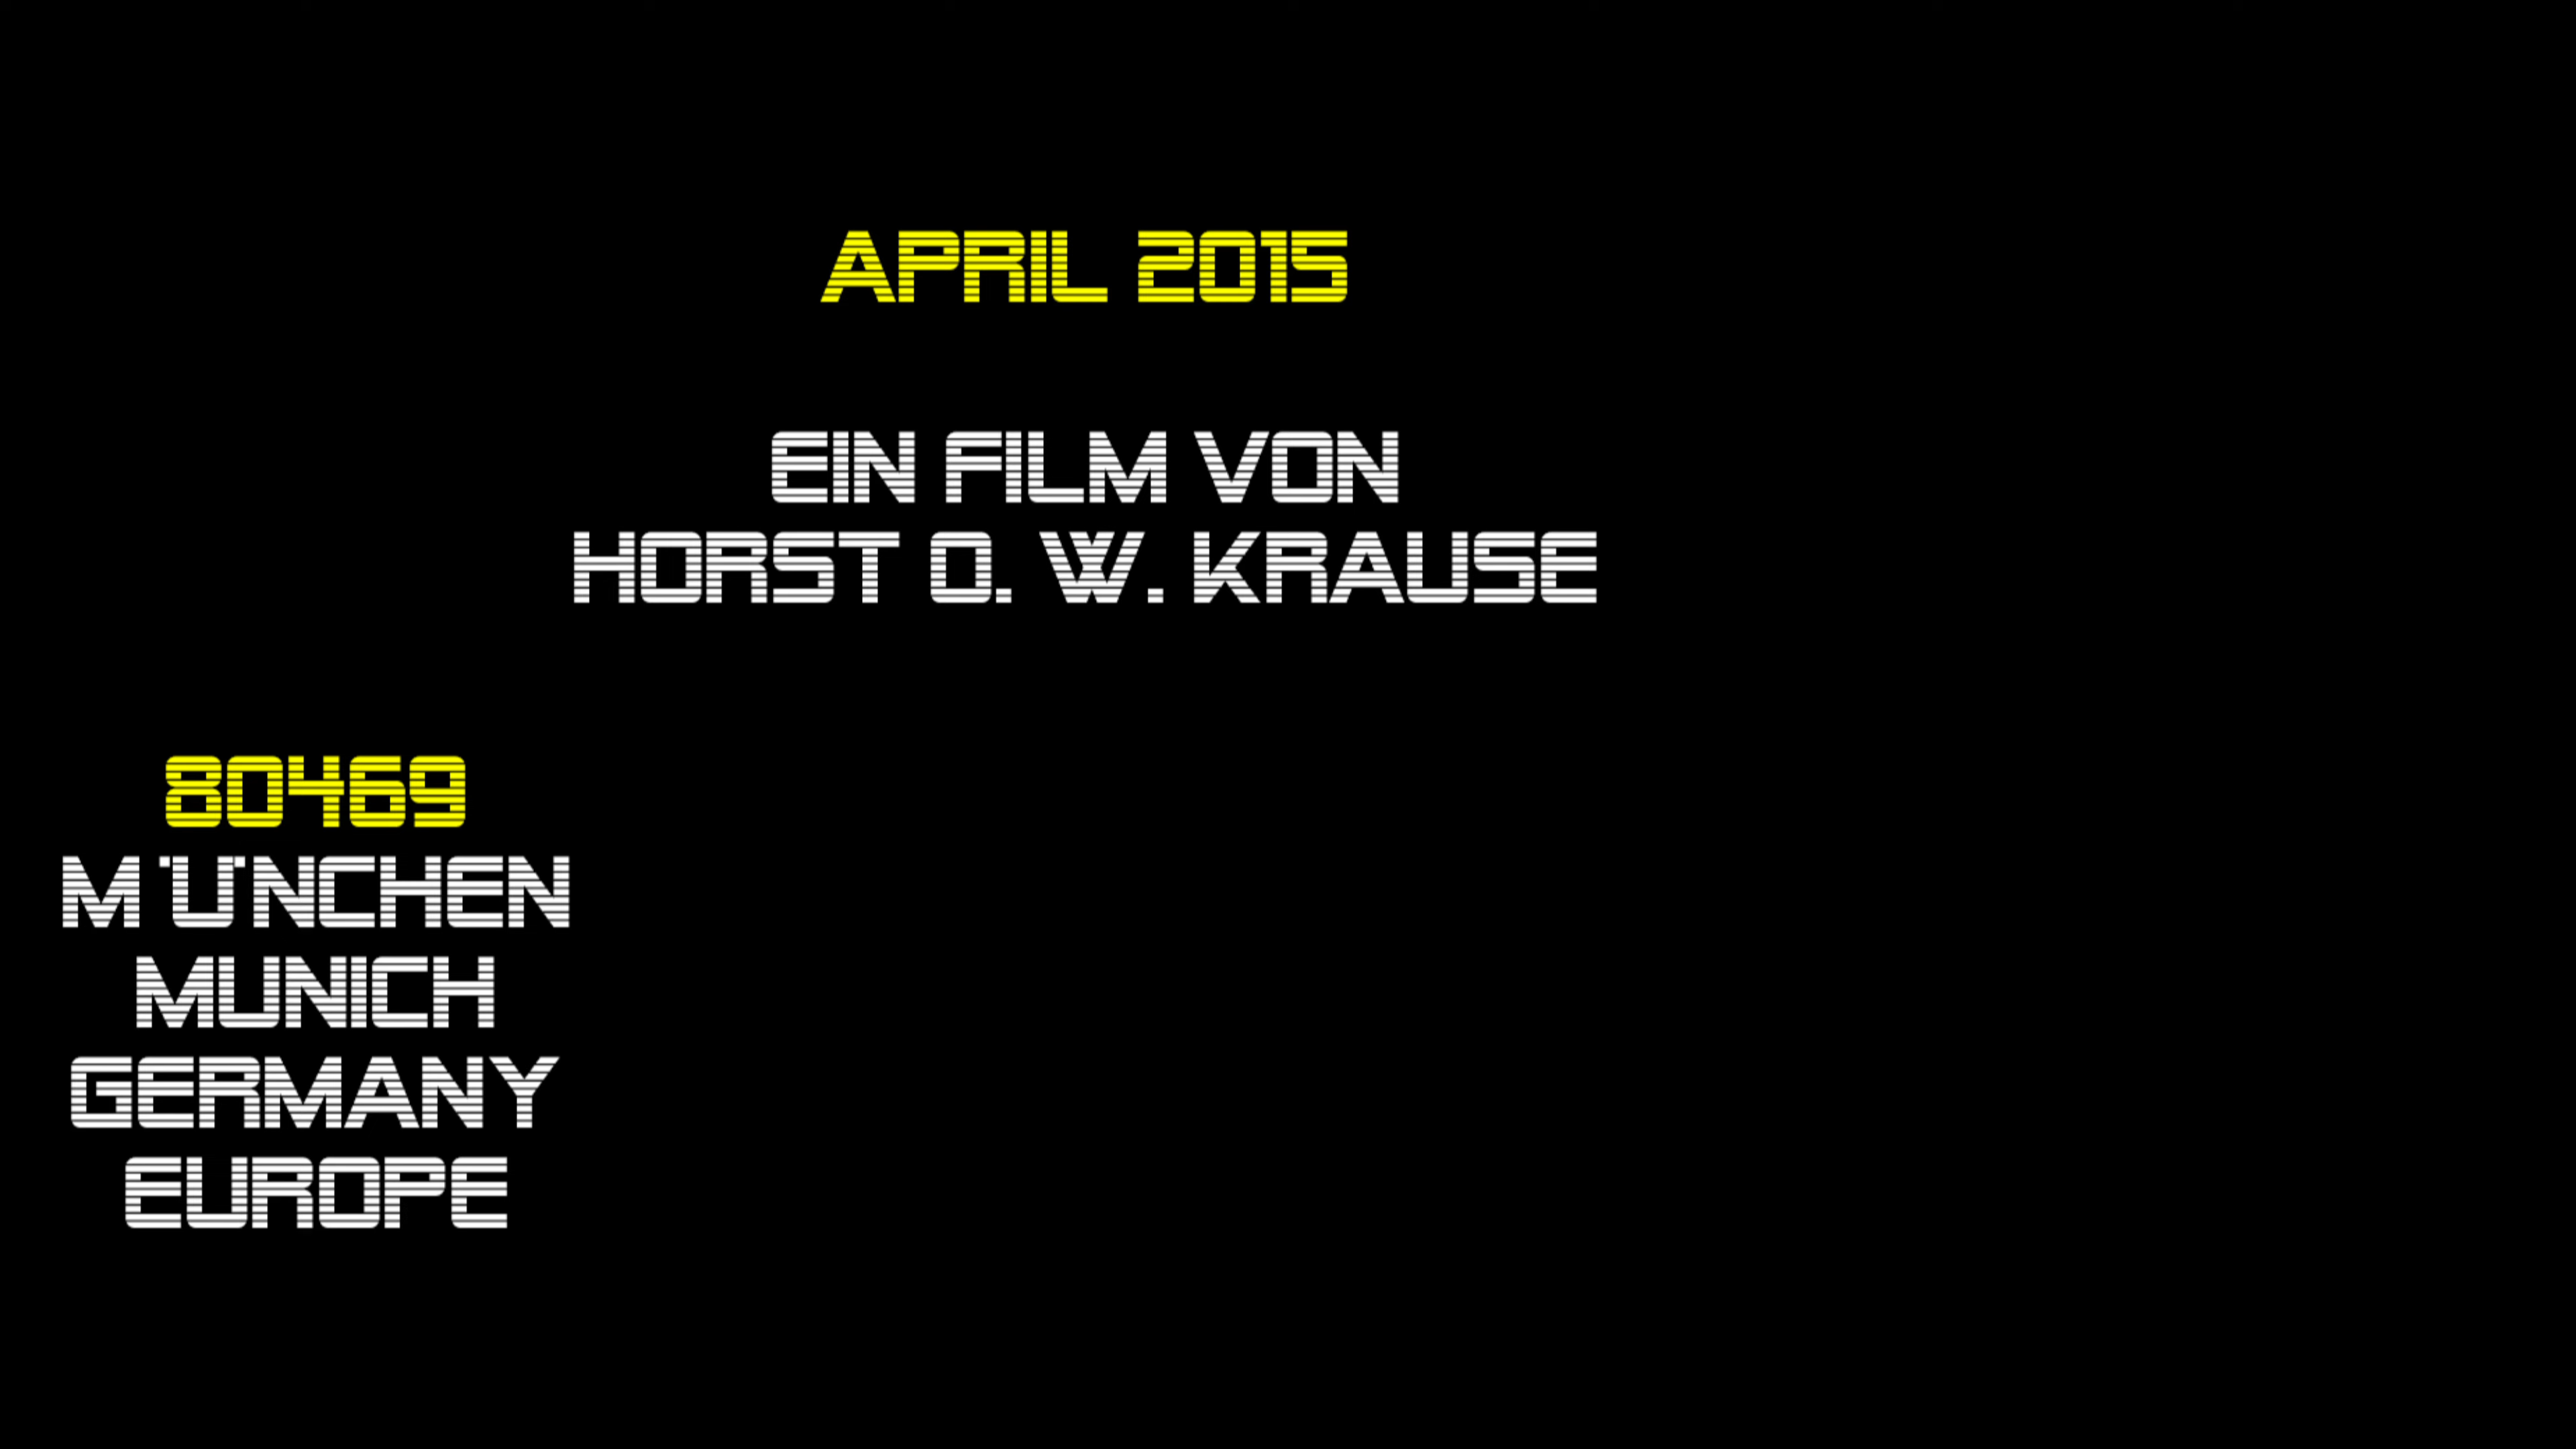 APRIL 2015
EIN FILM VON
HORST O. W. KRAUSE
80469
MÜNCHEN
MUNICH
GERMANY
EUROPE